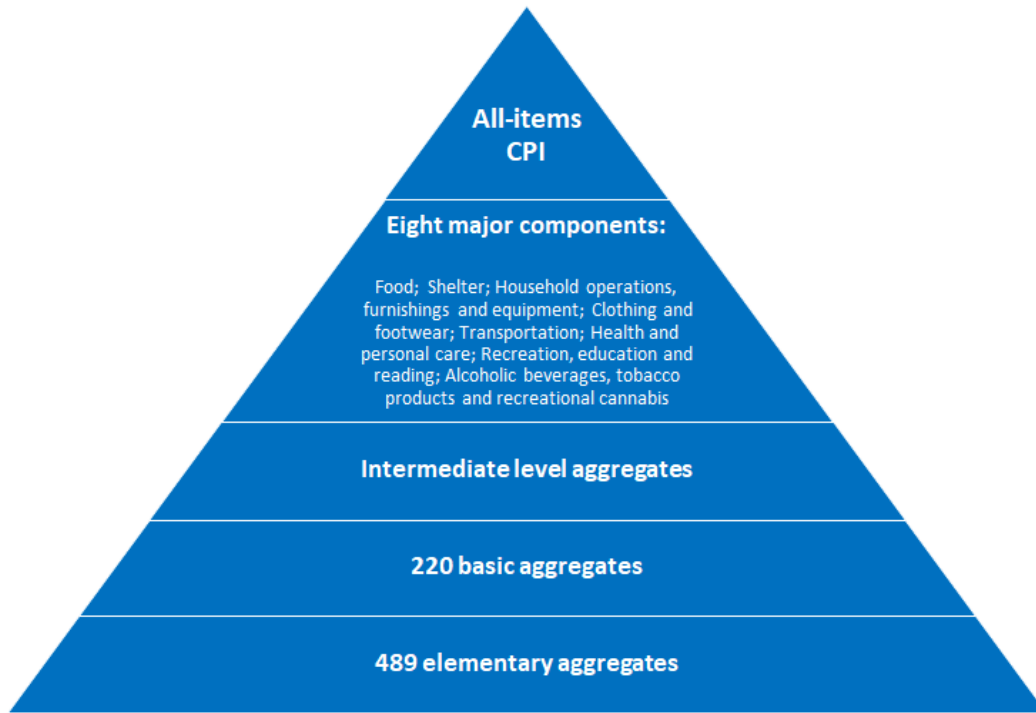 All-items
CPI
Eight major components:
Food; Shelter; Household operations,
furnishings and equipment; Clothing and
footwear; Transportation; Health and
personal care; Recreation, education and
reading; Alcoholic beverages, tobacco
products and recreational cannabis
Intermediate level aggregates
220 basic aggregates
489 elementary aggregates